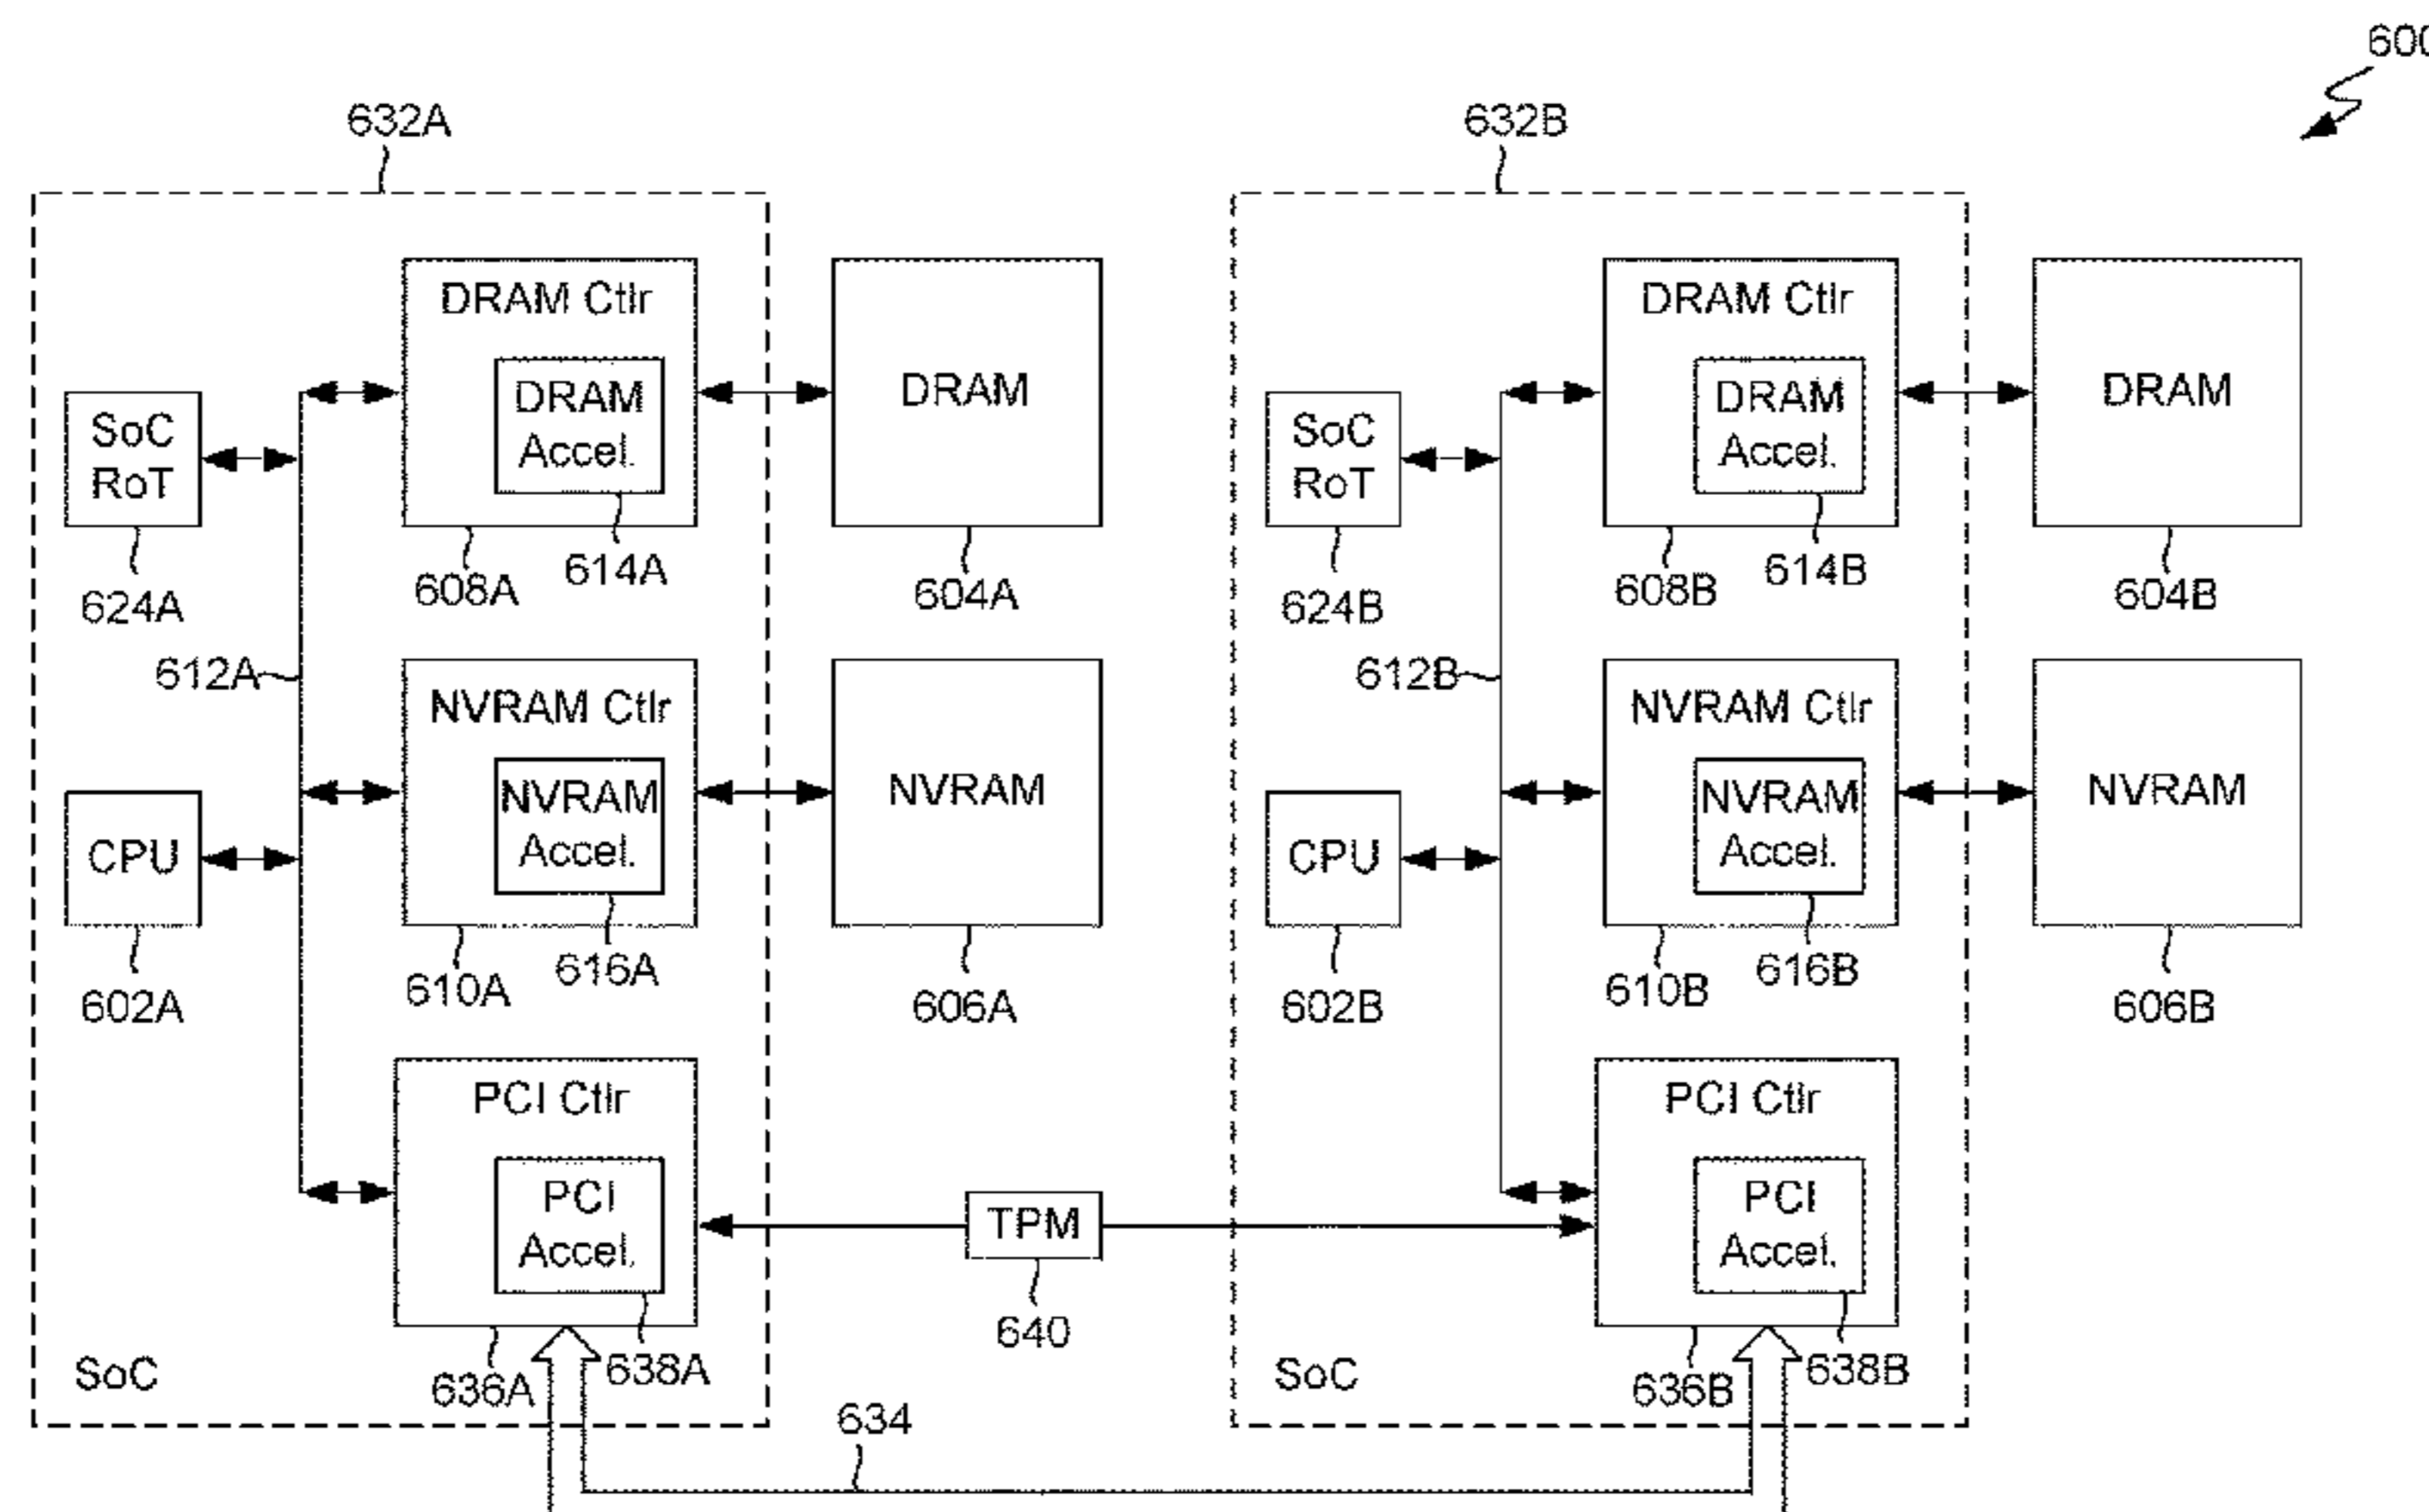 600
632A
632B
DRAM Ctlr
DRAM
Accel.
DRAM
SoC
RoT
624A
608A
614A
604A
612A
NVRAM Ctlr
NVRAM
Accel.
NVRAM
CPU
602A
610A
616A
606A
PCI Ctlr
PCI
Accel.
636A
638A
SoC
TPM
640
634
DRAM Ctlr
DRAM
Accel.
DRAM
SoC
RoT
624B
608B
614B
604B
612B
NVRAM Ctlr
NVRAM
Accel.
NVRAM
CPU
602B
610B
616B
606B
PCI Ctlr
PCI
Accel.
636B
638B
SoC